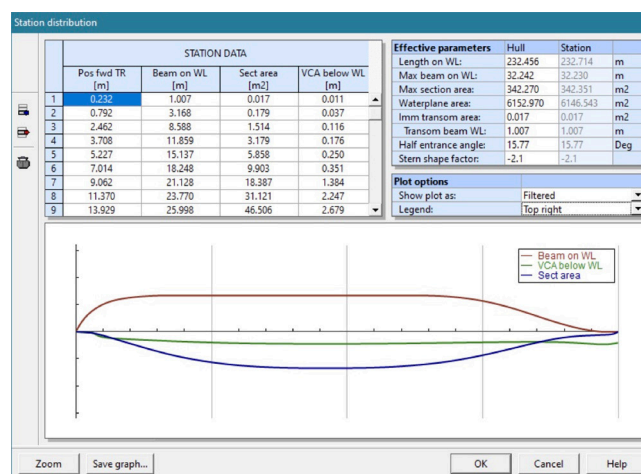 Station distribution
STATION DATA
Pos fwd TR [m] Beam on WL [m] Sect area [m2] VCA below WL [m]
1 0.232 1.007 0.017 0.011
2 0.792 3.168 0.179 0.037
3 2.462 8.588 1.514 0.116
4 3.708 11.859 3.179 0.176
5 5.227 15.137 5.858 0.250
6 7.014 18.248 9.903 0.351
7 9.062 21.128 18.387 1.384
8 11.370 23.770 31.121 2.247
9 13.929 25.998 46.506 2.679
Effective parameters Hull Station
Length on WL: 232.456 232.714 m
Max beam on WL: 32.242 32.230 m
Max section area: 342.270 342.351 m2
Waterplane area: 6152.970 6146.543 m2
Imm transom area: 0.017 0.017 m2
Transom beam WL: 1.007 1.007 m
Half entrance angle: 15.77 15.77 Deg
Stern shape factor: -2.1 -2.1
Plot options
Show plot as: Filtered
Legend: Top right
Beam on WL
VCA below WL
Sect area
Zoom Save graph... OK Cancel Help